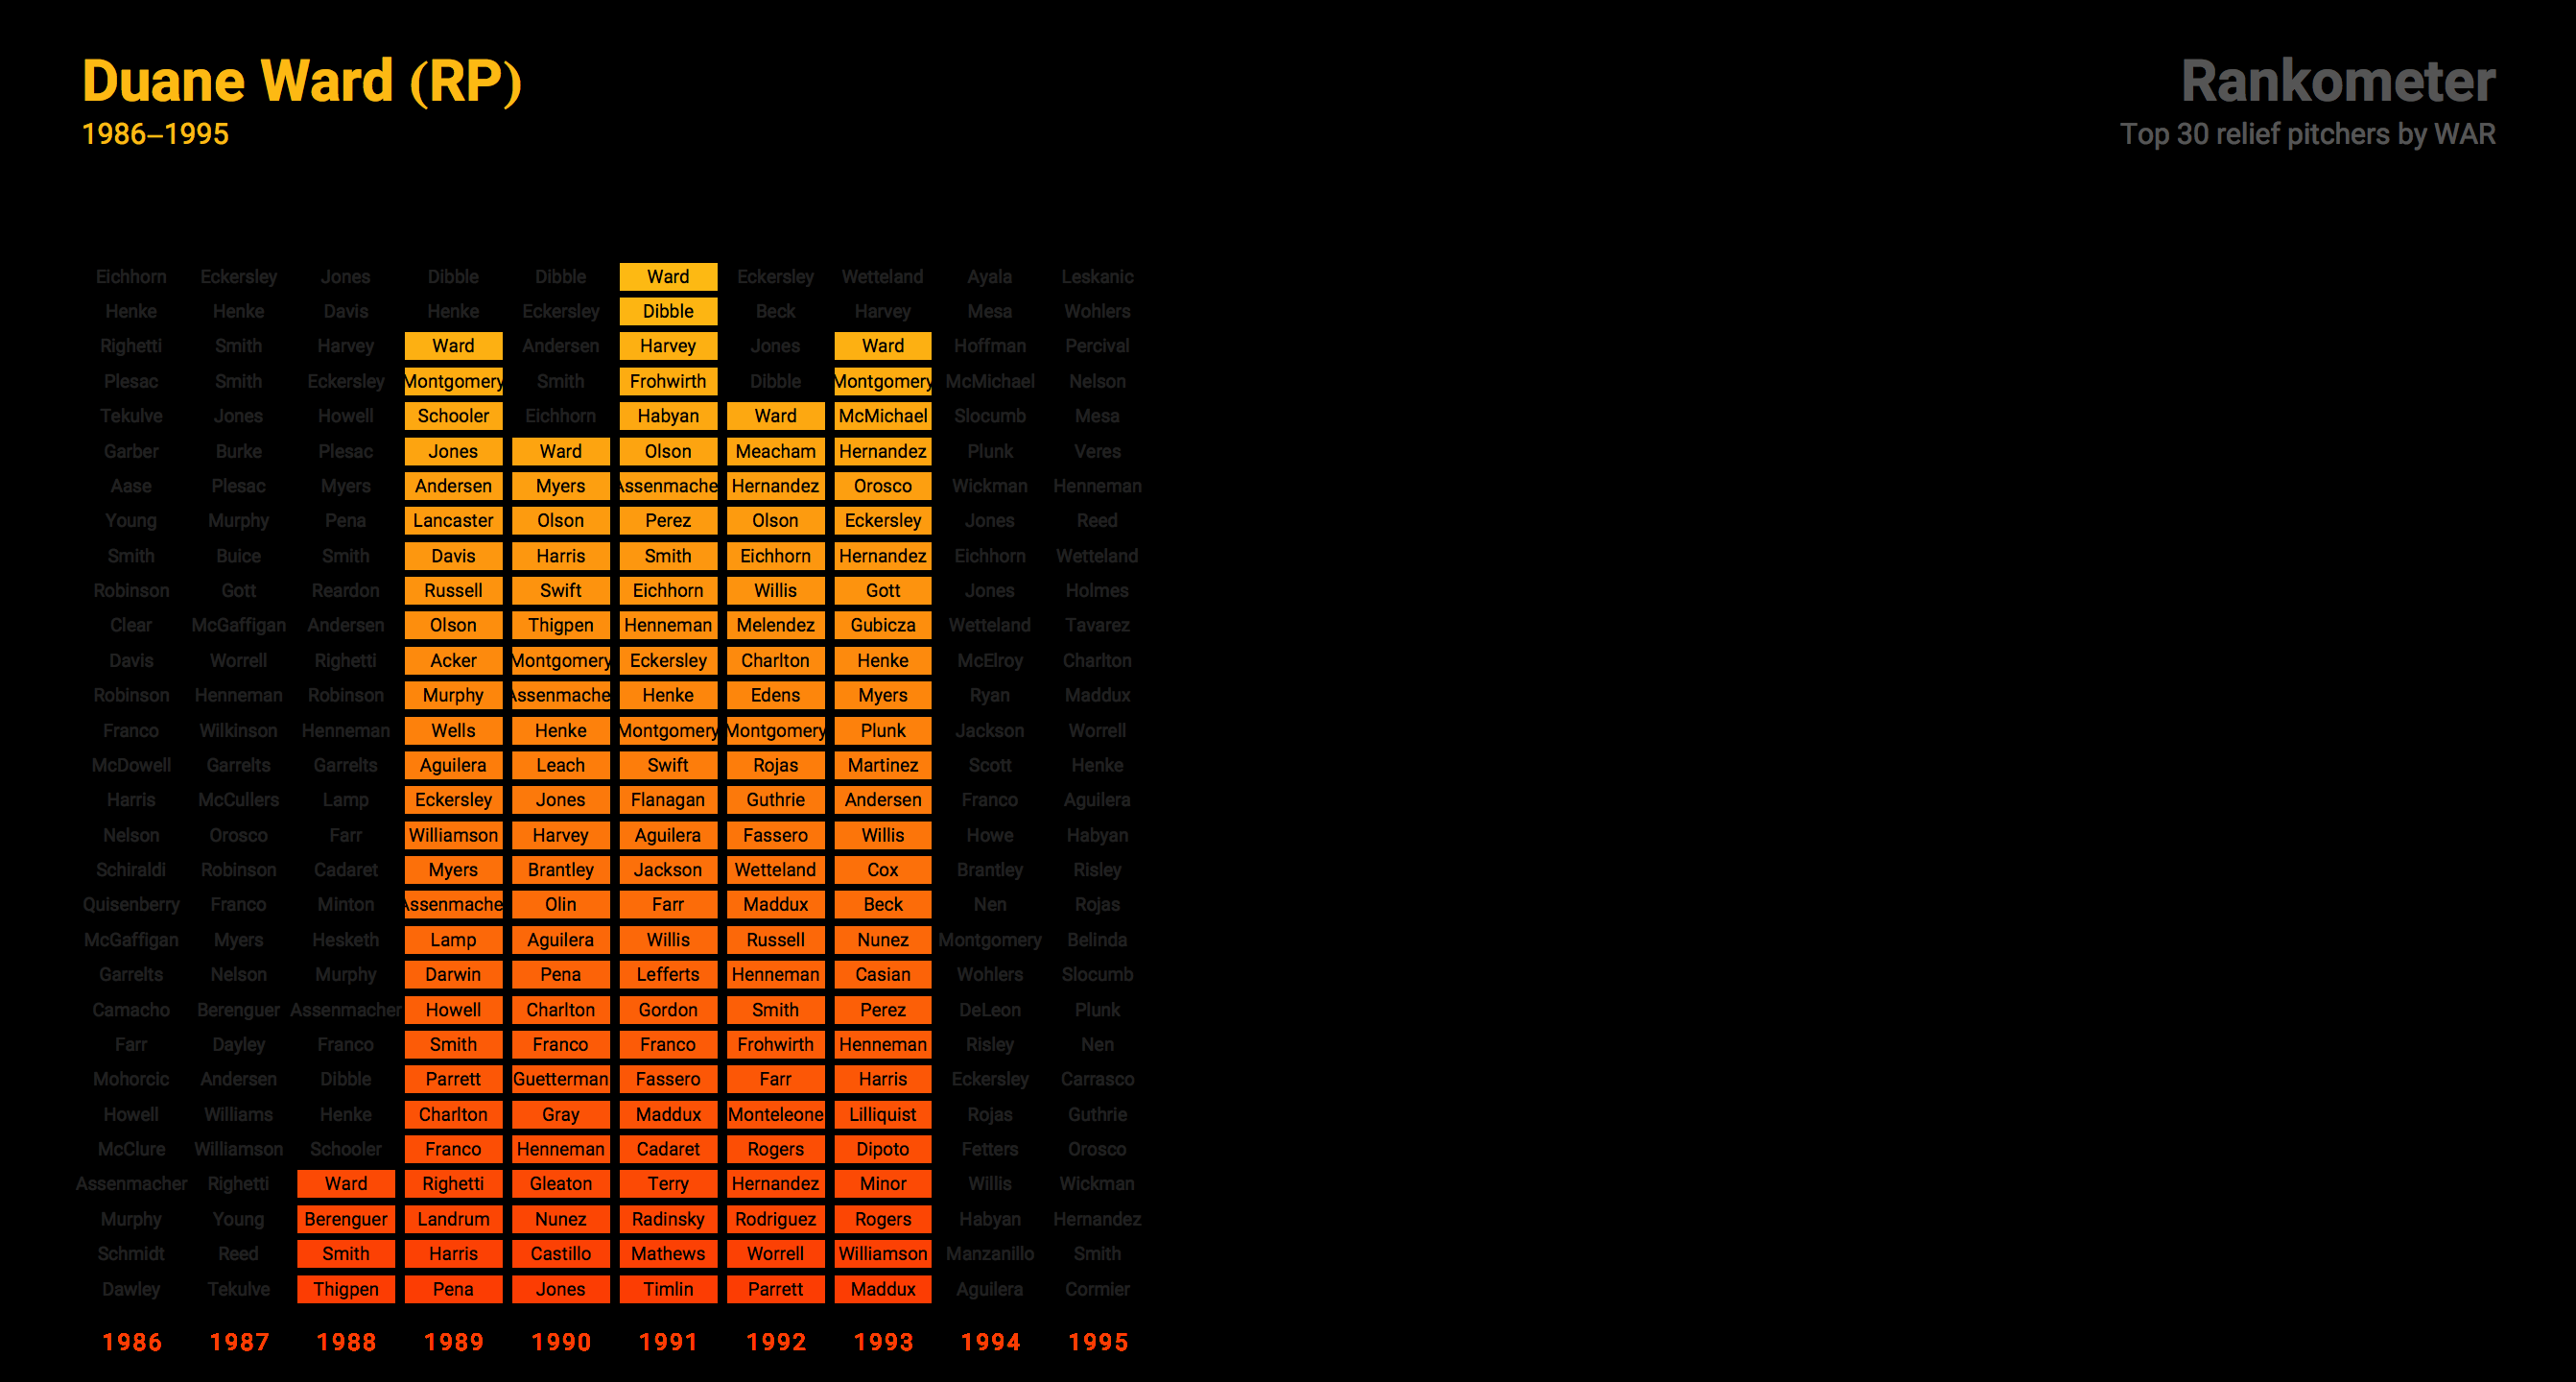 Duane Ward (RP)
1986–1995
Rankometer
Top 30 relief pitchers by WAR
Eichhorn Eckersley Jones Dibble Dibble Ward Eckersley Wetteland Ayala Leskanic
Henke Henke Davis Henke Eckersley Dibble Beck Harvey Mesa Wohlers
Righetti Smith Harvey Ward Andersen Harvey Jones Ward Hoffman Percival
Plesac Smith Eckersley Montgomery Smith Frohwirth Dibble Montgomery McMichael Nelson
Tekulve Jones Howell Schooler Eichhorn Habyan Ward McMichael Slocumb Mesa
Garber Burke Plesac Jones Ward Olson Meacham Hernandez Plunk Veres
Aase Plesac Myers Andersen Myers Assenmache Hernandez Orosco Wickman Henneman
Young Murphy Pena Lancaster Olson Perez Olson Eckersley Jones Reed
Smith Buice Smith Davis Harris Smith Eichhorn Hernandez Eichhorn Wetteland
Robinson Gott Reardon Russell Swift Eichhorn Willis Gott Jones Holmes
Clear McGaffigan Andersen Olson Thigpen Henneman Melendez Gubicza Wetteland Tavarez
Davis Worrell Righetti Acker Montgomery Eckersley Charlton Henke McElroy Charlton
Robinson Henneman Robinson Murphy Assenmache Henke Edens Myers Ryan Maddux
Franco Wilkinson Henneman Wells Henke Montgomery Montgomery Plunk Jackson Worrell
McDowell Garrelts Garrelts Aguilera Leach Swift Rojas Martinez Scott Henke
Harris McCullers Lamp Eckersley Jones Flanagan Guthrie Andersen Franco Aguilera
Nelson Orosco Farr Williamson Harvey Aguilera Fassero Willis Howe Habyan
Schiraldi Robinson Cadaret Myers Brantley Jackson Wetteland Cox Brantley Risley
Quisenberry Franco Minton Assenmache Olin Farr Maddux Beck Nen Rojas
McGaffigan Myers Hesketh Lamp Aguilera Willis Russell Nunez Montgomery Belinda
Garrelts Nelson Murphy Darwin Pena Lefferts Henneman Casian Wohlers Slocumb
Camacho Berenguer Assenmacher Howell Charlton Gordon Smith Perez DeLeon Plunk
Farr Dayley Franco Smith Franco Franco Frohwirth Henneman Risley Nen
Mohorcic Andersen Dibble Parrett Guetterman Fassero Farr Harris Eckersley Carrasco
Howell Williams Henke Charlton Gray Maddux Monteleone Lilliquist Rojas Guthrie
McClure Williamson Schooler Franco Henneman Cadaret Rogers Dipoto Fetters Orosco
Assenmacher Righetti Ward Righetti Gleaton Terry Hernandez Minor Willis Wickman
Murphy Young Berenguer Landrum Nunez Radinsky Rodriguez Rogers Habyan Hernandez
Schmidt Reed Smith Harris Castillo Mathews Worrell Williamson Manzanillo Smith
Dawley Tekulve Thigpen Pena Jones Timlin Parrett Maddux Aguilera Cormier
1986 1987 1988 1989 1990 1991 1992 1993 1994 1995